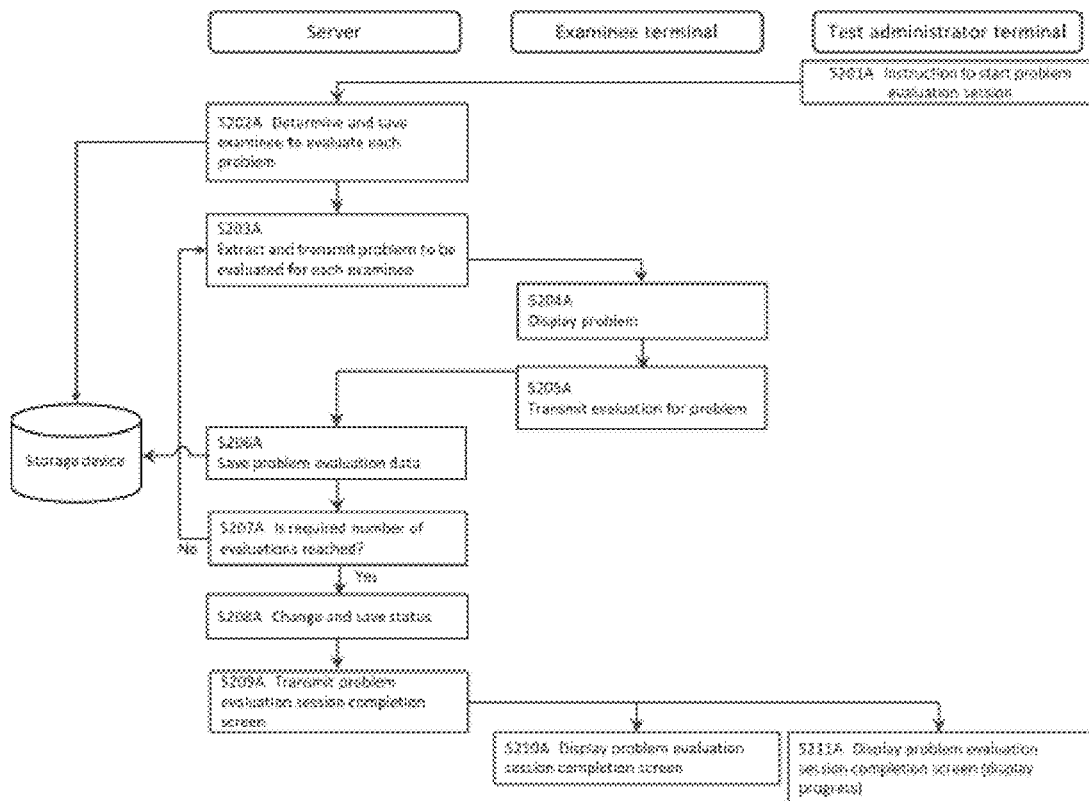 Server
Examinee terminal
Test administrator terminal
S201A Instruction to start problem
evaluation session
S202A Determine and save
examinee to evaluate each
problem
S203A
Extract and transmit problem to be
evaluated for each examinee
S204A
Display problem
S205A
Transmit evaluation for problem
Storage device
S206A
Save problem evaluation data
S207A Is required number of
evaluations reached?
No
Yes
S208A Change and save status
S209A Transmit problem
evaluation session completion
screen
S210A Display problem evaluation
session completion screen
S211A Display problem evaluation
session completion screen (display
progress)